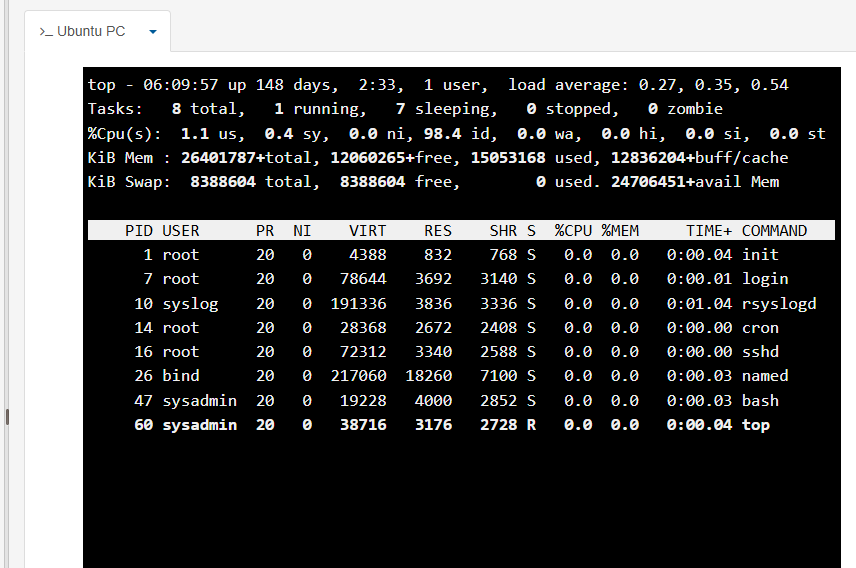 >_ Ubuntu PC
top - 06:09:57 up 148 days,  2:33,  1 user,  load average: 0.27, 0.35, 0.54
Tasks:   8 total,   1 running,   7 sleeping,   0 stopped,   0 zombie
%Cpu(s):  1.1 us,  0.4 sy,  0.0 ni, 98.4 id,  0.0 wa,  0.0 hi,  0.0 si,  0.0 st
KiB Mem : 26401787+total, 12060265+free, 15053168 used, 12836204+buff/cache
KiB Swap:  8388604 total,  8388604 free,        0 used. 24706451+avail Mem
PID USER      PR  NI    VIRT    RES    SHR S  %CPU %MEM     TIME+ COMMAND
1 root      20   0    4388    832    768 S   0.0  0.0   0:00.04 init
7 root      20   0   78644   3692   3140 S   0.0  0.0   0:00.01 login
10 syslog    20   0  191336   3836   3336 S   0.0  0.0   0:01.04 rsyslogd
14 root      20   0   28368   2672   2408 S   0.0  0.0   0:00.00 cron
16 root      20   0   72312   3340   2588 S   0.0  0.0   0:00.00 sshd
26 bind      20   0  217060  18260   7100 S   0.0  0.0   0:00.03 named
47 sysadmin  20   0   19228   4000   2852 S   0.0  0.0   0:00.03 bash
60 sysadmin  20   0   38716   3176   2728 R   0.0  0.0   0:00.04 top